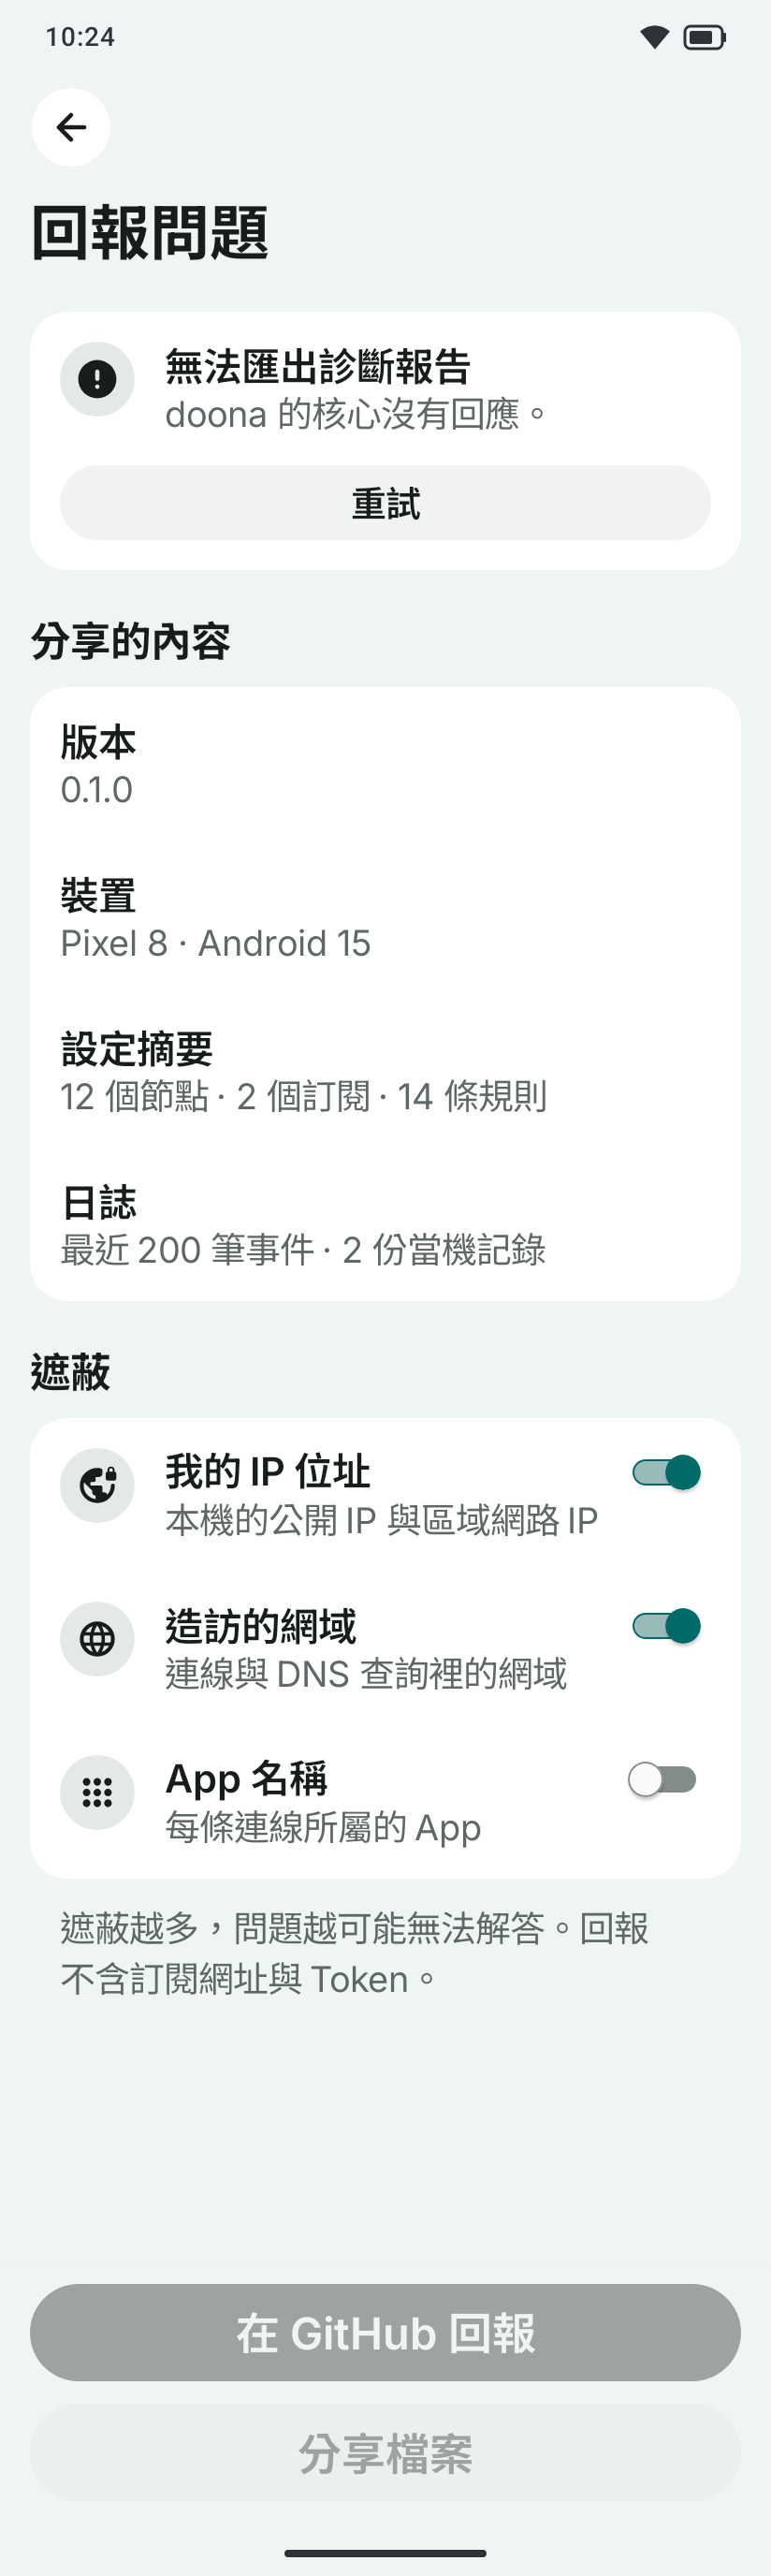 10:24
回報問題
無法匯出診斷報告
doona 的核心沒有回應。
重試
分享的內容
版本
0.1.0
裝置
Pixel 8 · Android 15
設定摘要
12 個節點 · 2 個訂閱 · 14 條規則
日誌
最近 200 筆事件 · 2 份當機記錄
遮蔽
我的 IP 位址
本機的公開 IP 與區域網路 IP
造訪的網域
連線與 DNS 查詢裡的網域
App 名稱
每條連線所屬的 App
遮蔽越多，問題越可能無法解答。回報
不含訂閱網址與 Token。
在 GitHub 回報
分享檔案